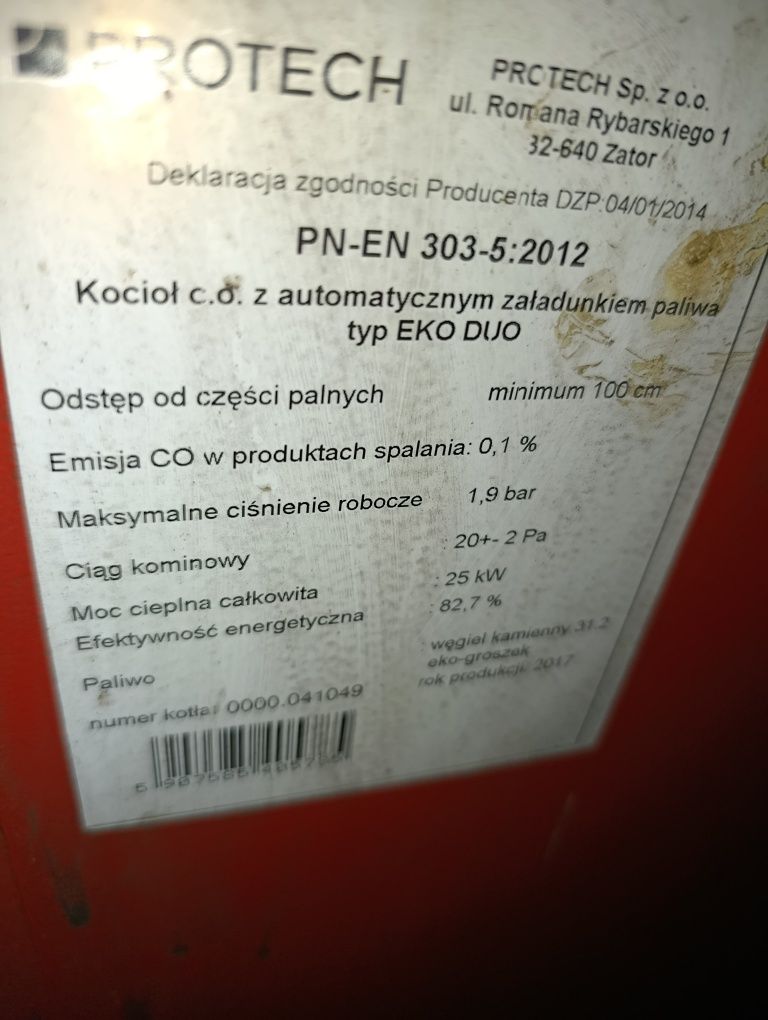 PROTECH
PROTECH Sp. z o.o.
ul. Romana Rybarskiego 1
32-640 Zator
Deklaracja zgodności Producenta DZP:04/01/2014
PN-EN 303-5:2012
Kocioł c.o. z automatycznym załadunkiem paliwa
typ EKO DUO
Odstęp od części palnych minimum 100 cm
Emisja CO w produktach spalania: 0,1 %
Maksymalne ciśnienie robocze 1,9 bar
Ciąg kominowy : 20+- 2 Pa
Moc cieplna całkowita : 25 kW
Efektywność energetyczna : 82,7 %
Paliwo : węgiel kamienny 31.2
eko-groszek
numer kotła: 0000.041049 rok produkcji: 2017